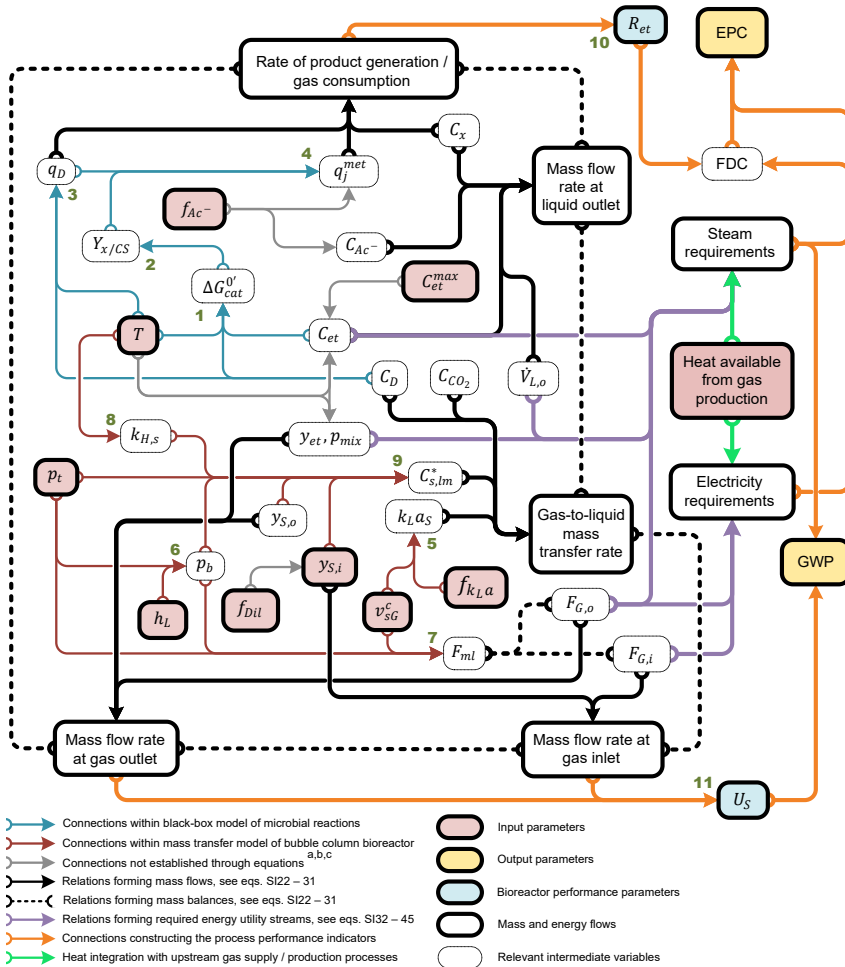 10
R_et
EPC
Rate of product generation /
gas consumption
C_x
4
q_D
q_j^met
3
Mass flow
rate at
liquid outlet
FDC
f_Ac⁻
Steam
requirements
Y_x/CS
2
C_Ac⁻
C_et^max
ΔG_cat^0′
1
T
C_et
Heat available
from gas
production
C_D
C_CO₂
V̇_L,o
8
k_H,s
y_et, p_mix
9
p_t
C*_s,lm
Electricity
requirements
y_S,o
k_L a_S
Gas-to-liquid
mass
transfer rate
5
6
p_b
y_S,i
GWP
h_L
f_Dil
v_sG^c
f_k_La
F_G,o
7
F_ml
F_G,i
Mass flow rate
at gas outlet
Mass flow rate at
gas inlet
11
U_S
Connections within black-box model of microbial reactions
Connections within mass transfer model of bubble column bioreactor
Connections not established through equations a,b,c
Relations forming mass flows, see eqs. SI22 – 31
Relations forming mass balances, see eqs. SI22 – 31
Relations forming required energy utility streams, see eqs. SI32 – 45
Connections constructing the process performance indicators
Heat integration with upstream gas supply / production processes
Input parameters
Output parameters
Bioreactor performance parameters
Mass and energy flows
Relevant intermediate variables